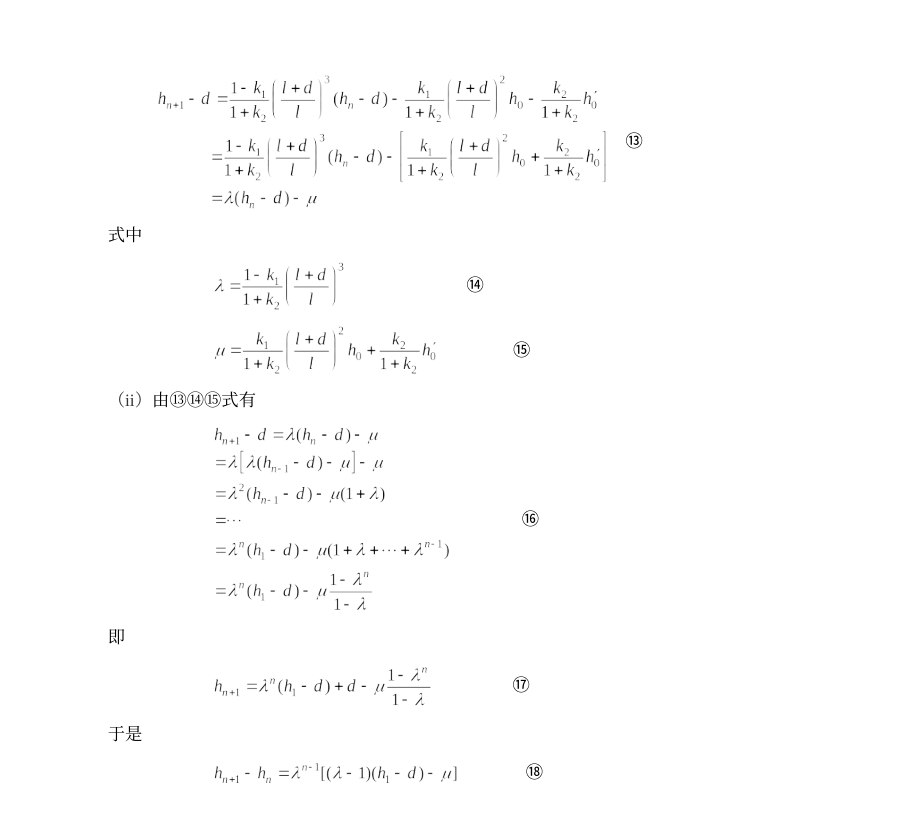 $h_{n+1} - d = \frac{1-k_1}{1+k_2}\left(\frac{l+d}{l}\right)^3 (h_n - d) - \frac{k_1}{1+k_2}\left(\frac{l+d}{l}\right)^2 h_0 - \frac{k_2}{1+k_2} h_0'$
$= \frac{1-k_1}{1+k_2}\left(\frac{l+d}{l}\right)^3 (h_n - d) - \left[\frac{k_1}{1+k_2}\left(\frac{l+d}{l}\right)^2 h_0 + \frac{k_2}{1+k_2} h_0'\right]$ ⑬
$= \lambda(h_n - d) - \mu$
式中
$\lambda = \frac{1-k_1}{1+k_2}\left(\frac{l+d}{l}\right)^3$ ⑭
$\mu = \frac{k_1}{1+k_2}\left(\frac{l+d}{l}\right)^2 h_0 + \frac{k_2}{1+k_2} h_0'$ ⑮
（ii）由⑬⑭⑮式有
$h_{n+1} - d = \lambda(h_n - d) - \mu$
$= \lambda[\lambda(h_{n-1} - d) - \mu] - \mu$
$= \lambda^2(h_{n-1} - d) - \mu(1+\lambda)$
$= \cdots$ ⑯
$= \lambda^n(h_1 - d) - \mu(1+\lambda+\cdots+\lambda^{n-1})$
$= \lambda^n(h_1 - d) - \mu\frac{1-\lambda^n}{1-\lambda}$
即
$h_{n+1} = \lambda^n(h_1 - d) + d - \mu\frac{1-\lambda^n}{1-\lambda}$ ⑰
于是
$h_{n+1} - h_n = \lambda^{n-1}[(\lambda-1)(h_1 - d) - \mu]$ ⑱